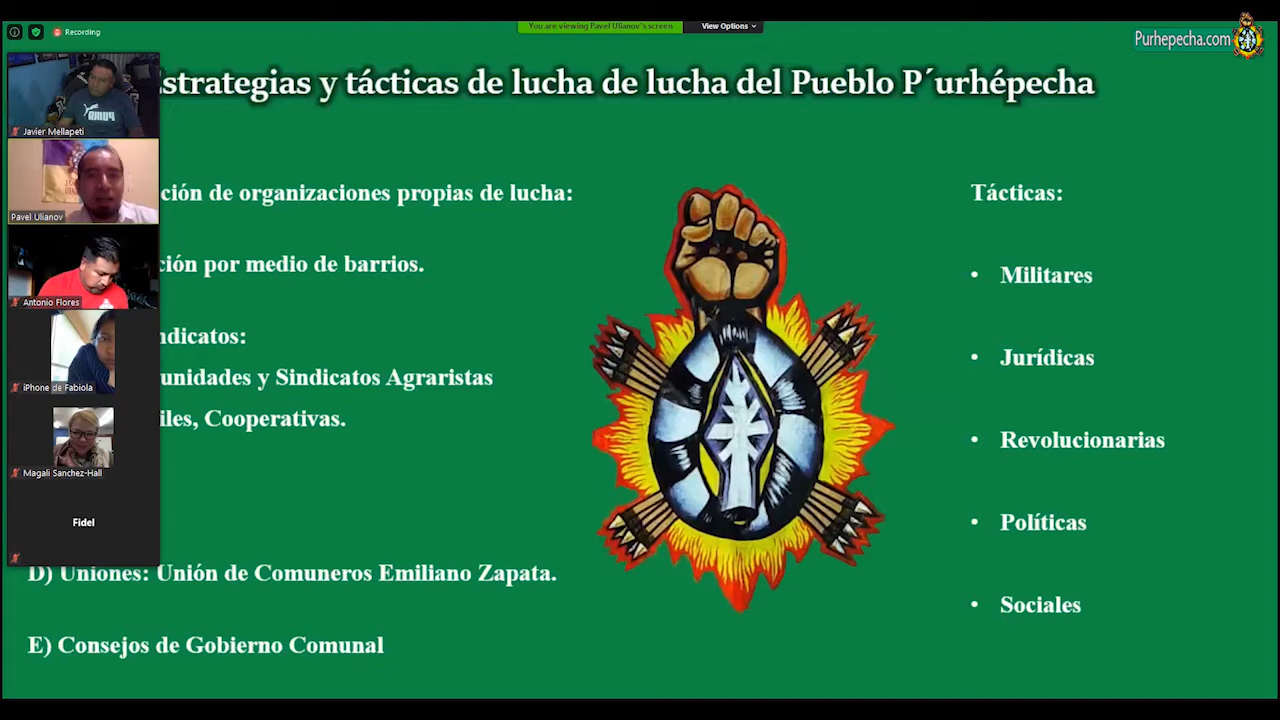 Recording
You are viewing Pavel Ulianov's screen
View Options
Purhepecha.com
strategias y tácticas de lucha de lucha del Pueblo P´urhépecha
Javier Mellapeti
Pavel Ulianov
Antonio Flores
iPhone de Fabiola
Magali Sanchez-Hall
Fidel
ción de organizaciones propias de lucha:
ción por medio de barrios.
ndicatos:
unidades y Sindicatos Agraristas
iles, Cooperativas.
D) Uniones: Unión de Comuneros Emiliano Zapata.
E) Consejos de Gobierno Comunal
Tácticas:
• Militares
• Jurídicas
• Revolucionarias
• Políticas
• Sociales